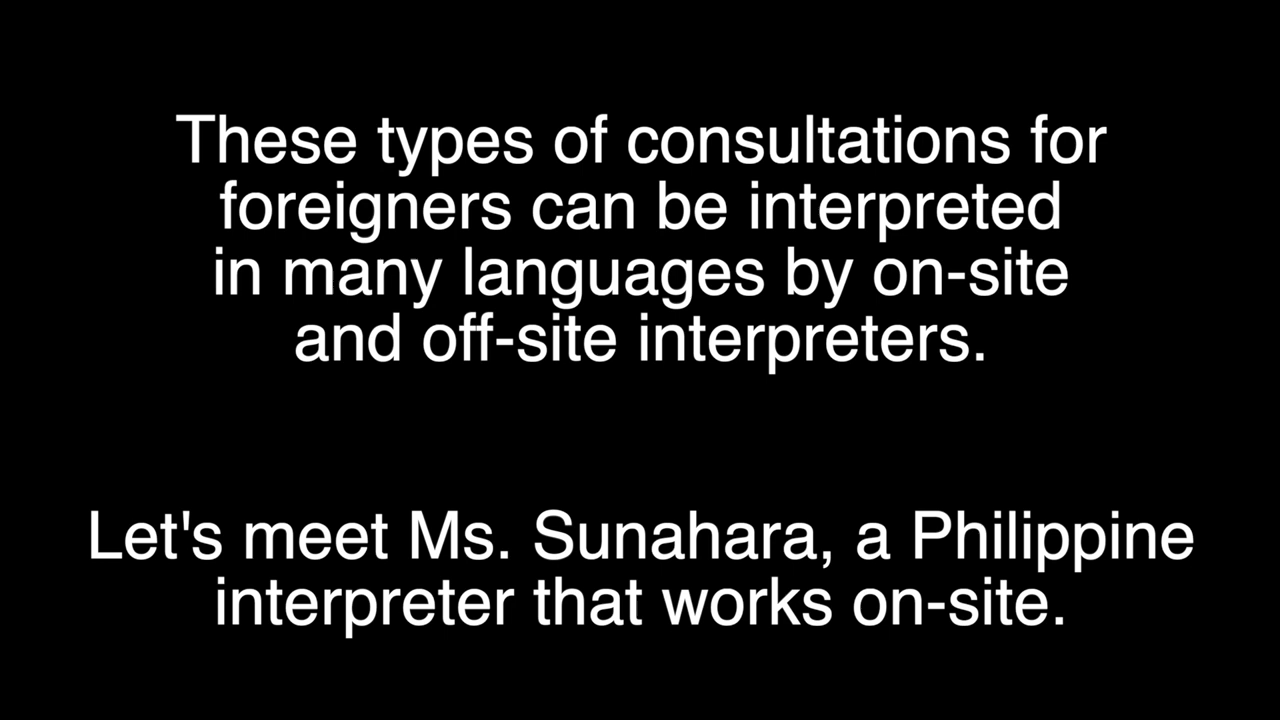 These types of consultations for
foreigners can be interpreted
in many languages by on-site
and off-site interpreters.
Let's meet Ms. Sunahara, a Philippine
interpreter that works on-site.